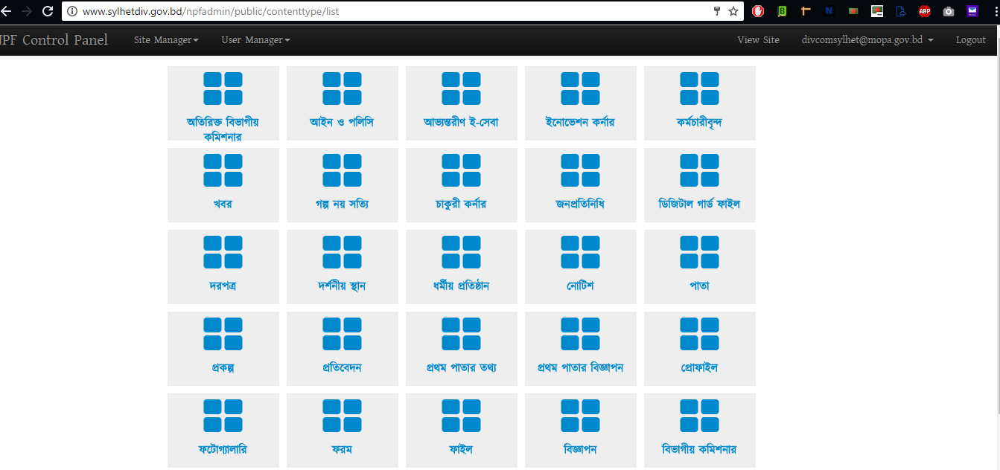 www.sylhetdiv.gov.bd/npfadmin/public/contenttype/list
NPF Control Panel Site Manager User Manager View Site divcomsylhet@mopa.gov.bd Logout
অতিরিক্ত বিভাগীয় কমিশনার
আইন ও পলিসি
আভ্যন্তরীণ ই-সেবা
ইনোভেশন কর্নার
কর্মচারীবৃন্দ
খবর
গল্প নয় সত্যি
চাকুরী কর্নার
জনপ্রতিনিধি
ডিজিটাল গার্ড ফাইল
দরপত্র
দর্শনীয় স্থান
ধর্মীয় প্রতিষ্ঠান
নোটিশ
পাতা
প্রকল্প
প্রতিবেদন
প্রথম পাতার তথ্য
প্রথম পাতার বিজ্ঞাপন
প্রোফাইল
ফটোগ্যালারি
ফরম
ফাইল
বিজ্ঞাপন
বিভাগীয় কমিশনার